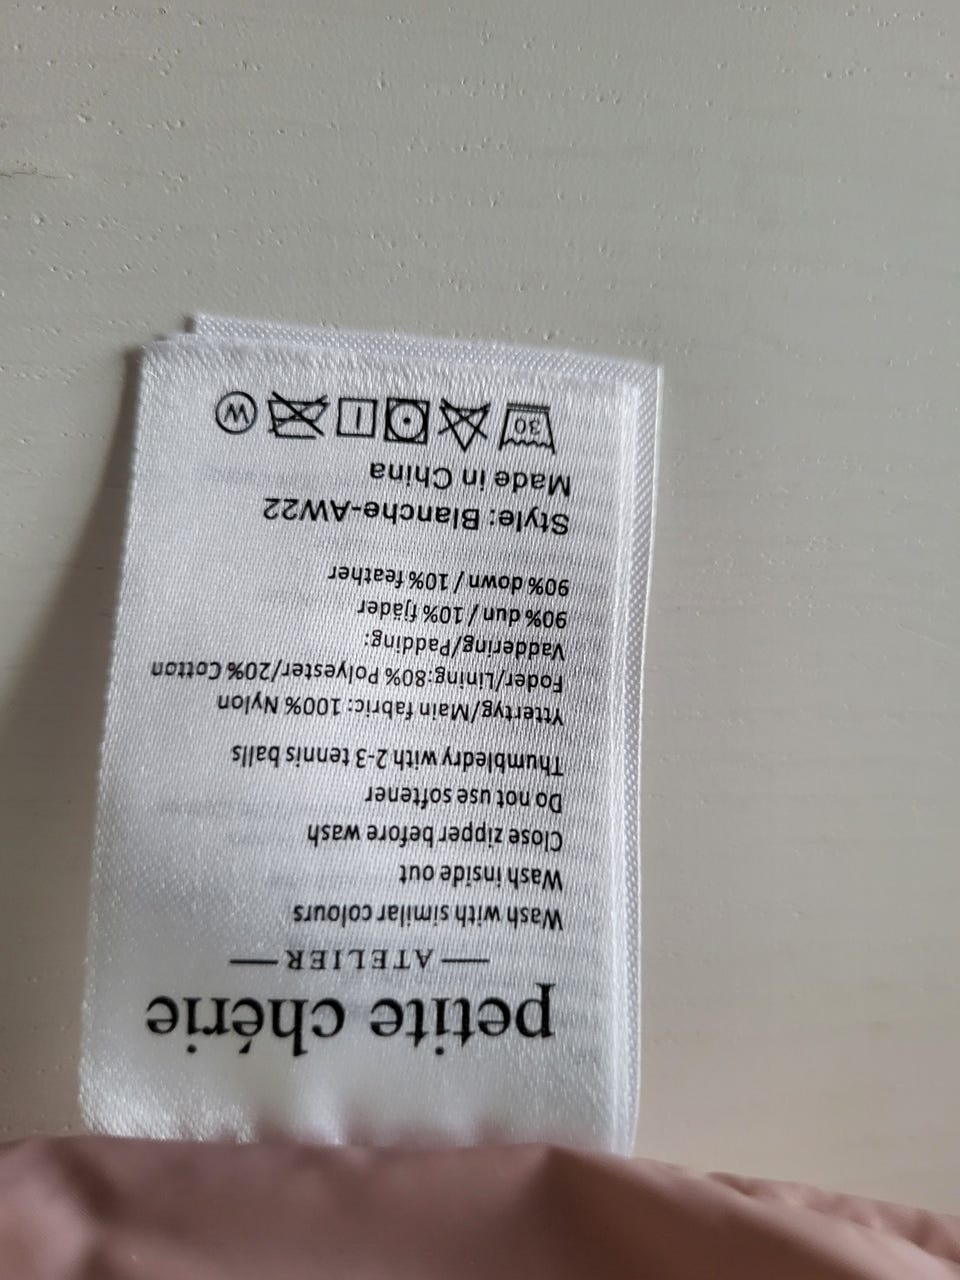 petite chérie
ATELIER
Wash with similar colours
Wash inside out
Close zipper before wash
Do not use softener
Thumbledry with 2-3 tennis balls
Yttertyg/Main fabric: 100% Nylon
Foder/Lining:80% Polyester/20% Cotton
Vaddering/Padding:
90% dun / 10% fjäder
90% down / 10% feather
Style: Blanche-AW22
Made in China
30 W